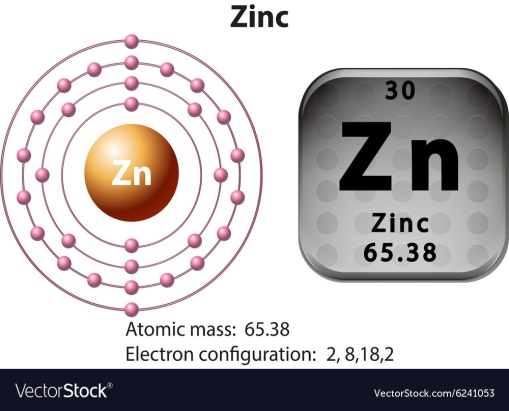 Zinc
Zn
30
Zn
Zinc
65.38
Atomic mass: 65.38
Electron configuration: 2, 8,18,2
VectorStock®
VectorStock.com/6241053